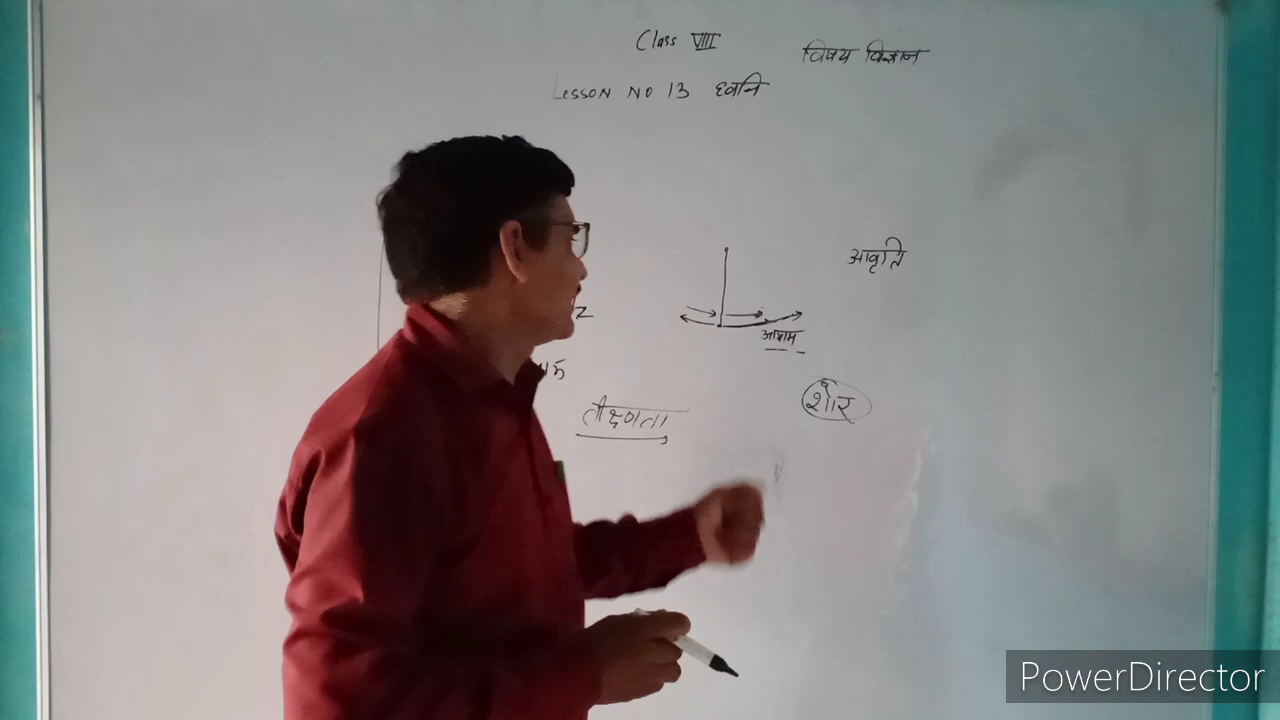 Class VIII
विषय विज्ञान
Lesson No 13 ध्वनि
आवृति
आयाम
शोर
तीक्ष्णता
PowerDirector